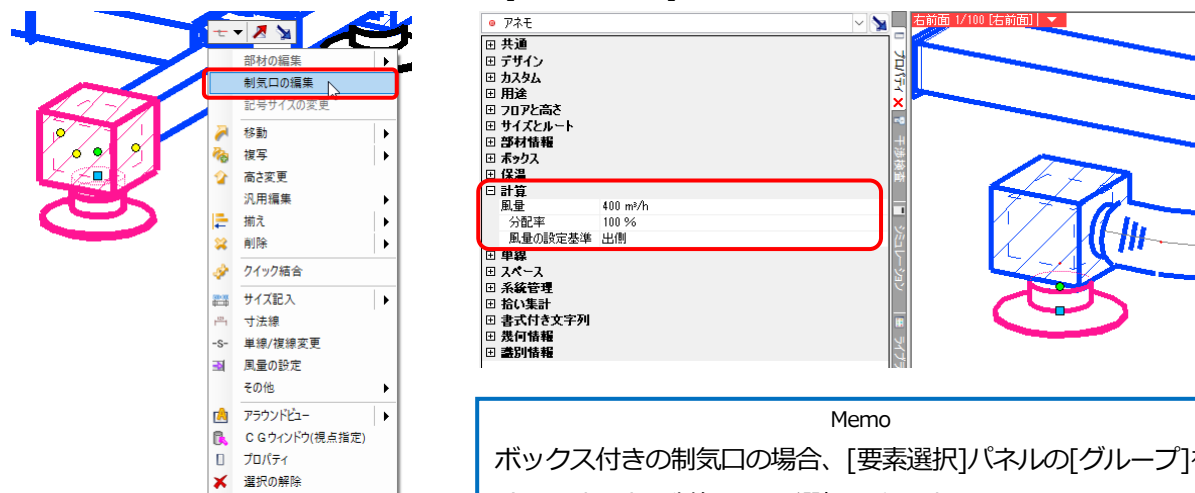 部材の編集
制気口の編集
記号サイズの変更
移動
複写
高さ変更
汎用編集
揃え
削除
クイック結合
サイズ記入
寸法線
-S- 単線/複線変更
風量の設定
その他
アラウンドビュー
CGウィンドウ(視点指定)
プロパティ
選択の解除
アネモ
共通
デザイン
カスタム
用途
フロアと高さ
サイズとルート
部材情報
ボックス
保温
計算
風量 400 m³/h
分配率 100 %
風量の設定基準 出側
単線
スペース
系統管理
拾い集計
書式付き文字列
幾何情報
識別情報
プロパティ
干渉検査
シミュレーション
右前面 1/100 [右前面]
Memo
ボックス付きの制気口の場合、[要素選択]パネルの[グループ]を